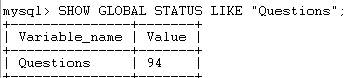 mysql> SHOW GLOBAL STATUS LIKE "Questions";
+---------------+-------+
| Variable_name | Value |
+---------------+-------+
| Questions     | 94    |
+---------------+-------+